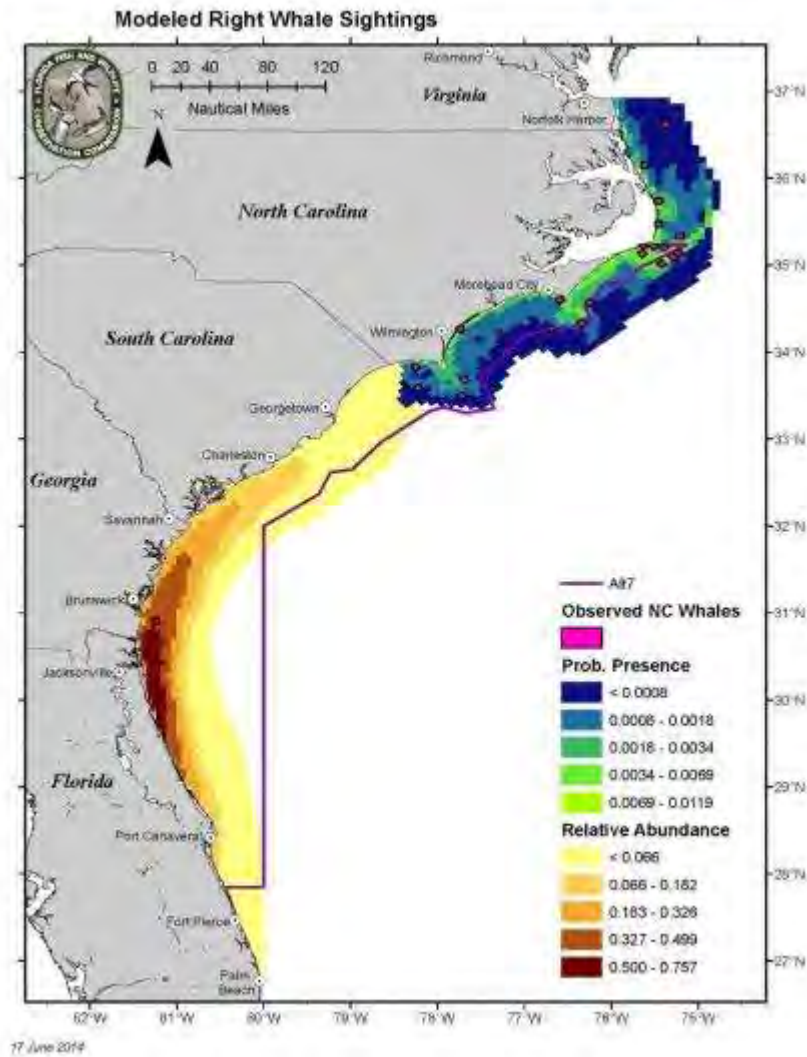 Modeled Right Whale Sightings
0 20 40 80 120
Nautical Miles
N
Richmond
Virginia
Norfolk Harbor
North Carolina
Morehead City
Wilmington
South Carolina
Georgetown
Charleston
Georgia
Savannah
Brunswick
Jacksonville
Florida
Port Canaveral
Fort Pierce
Palm
Beach
37°N
36°N
35°N
34°N
33°N
32°N
31°N
30°N
29°N
28°N
27°N
Alt7
Observed NC Whales
Prob. Presence
< 0.0008
0.0008 - 0.0018
0.0018 - 0.0034
0.0034 - 0.0069
0.0069 - 0.0119
Relative Abundance
< 0.066
0.066 - 0.182
0.183 - 0.326
0.327 - 0.499
0.500 - 0.757
82°W 81°W 80°W 79°W 78°W 77°W 76°W 75°W
17 June 2014